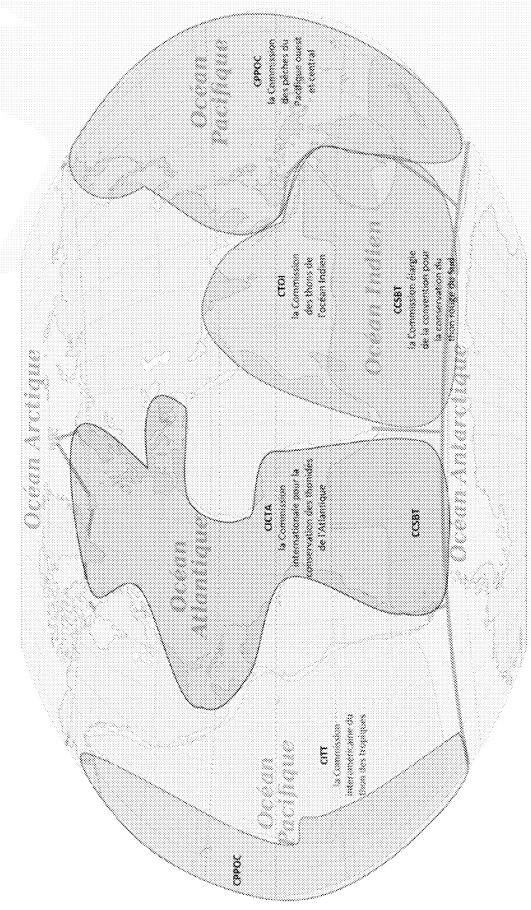 Océan Arctique
Océan
Pacifique
CPPOC
la Commission
des pêches du
Pacifique ouest
et central
Océan
Atlantique
CICTA
la Commission
internationale pour la
conservation des thonidés
de l'Atlantique
CCSBT
CTOI
la Commission
des thons de
l'océan Indien
Océan Indien
CCSBT
la Commission élargie
de la convention pour
la conservation du
thon rouge du Sud
Océan
Pacifique
CPPOC
CITT
la Commission
interaméricaine du
thon des tropiques
Océan Antarctique